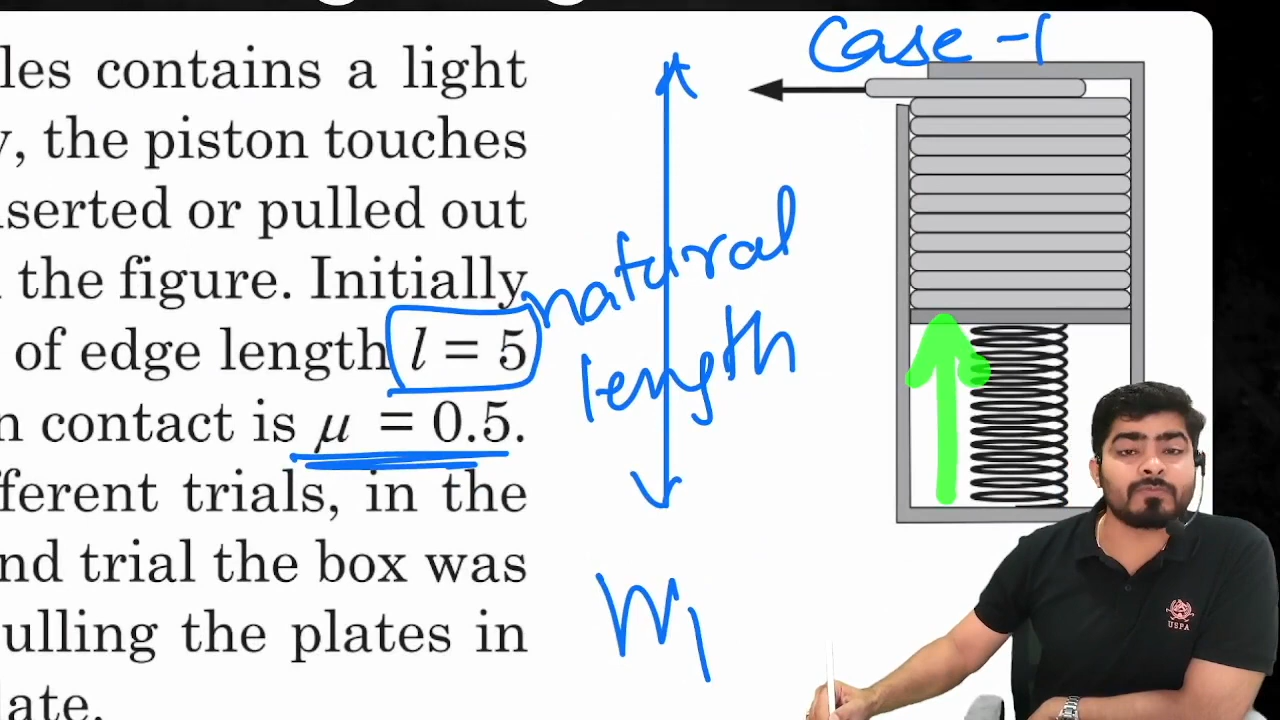 les contains a light
, the piston touches
serted or pulled out
the figure. Initially
of edge length l = 5
n contact is μ = 0.5.
ferent trials, in the
nd trial the box was
ulling the plates in
late.
Case -1
natural
length
W1
USPA